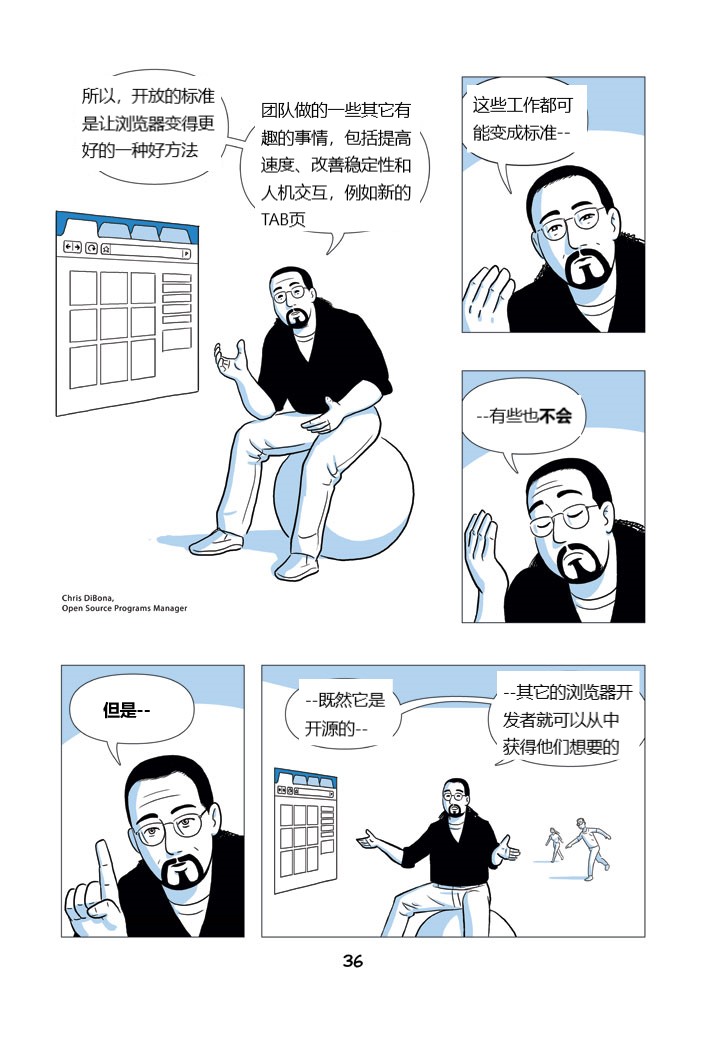 所以，开放的标准
是让浏览器变得更
好的一种好方法
团队做的一些其它有
趣的事情，包括提高
速度、改善稳定性和
人机交互，例如新的
TAB页
这些工作都可
能变成标准--
--有些也不会
Chris DiBona,
Open Source Programs Manager
但是--
--既然它是
开源的--
--其它的浏览器开
发者就可以从中
获得他们想要的
36